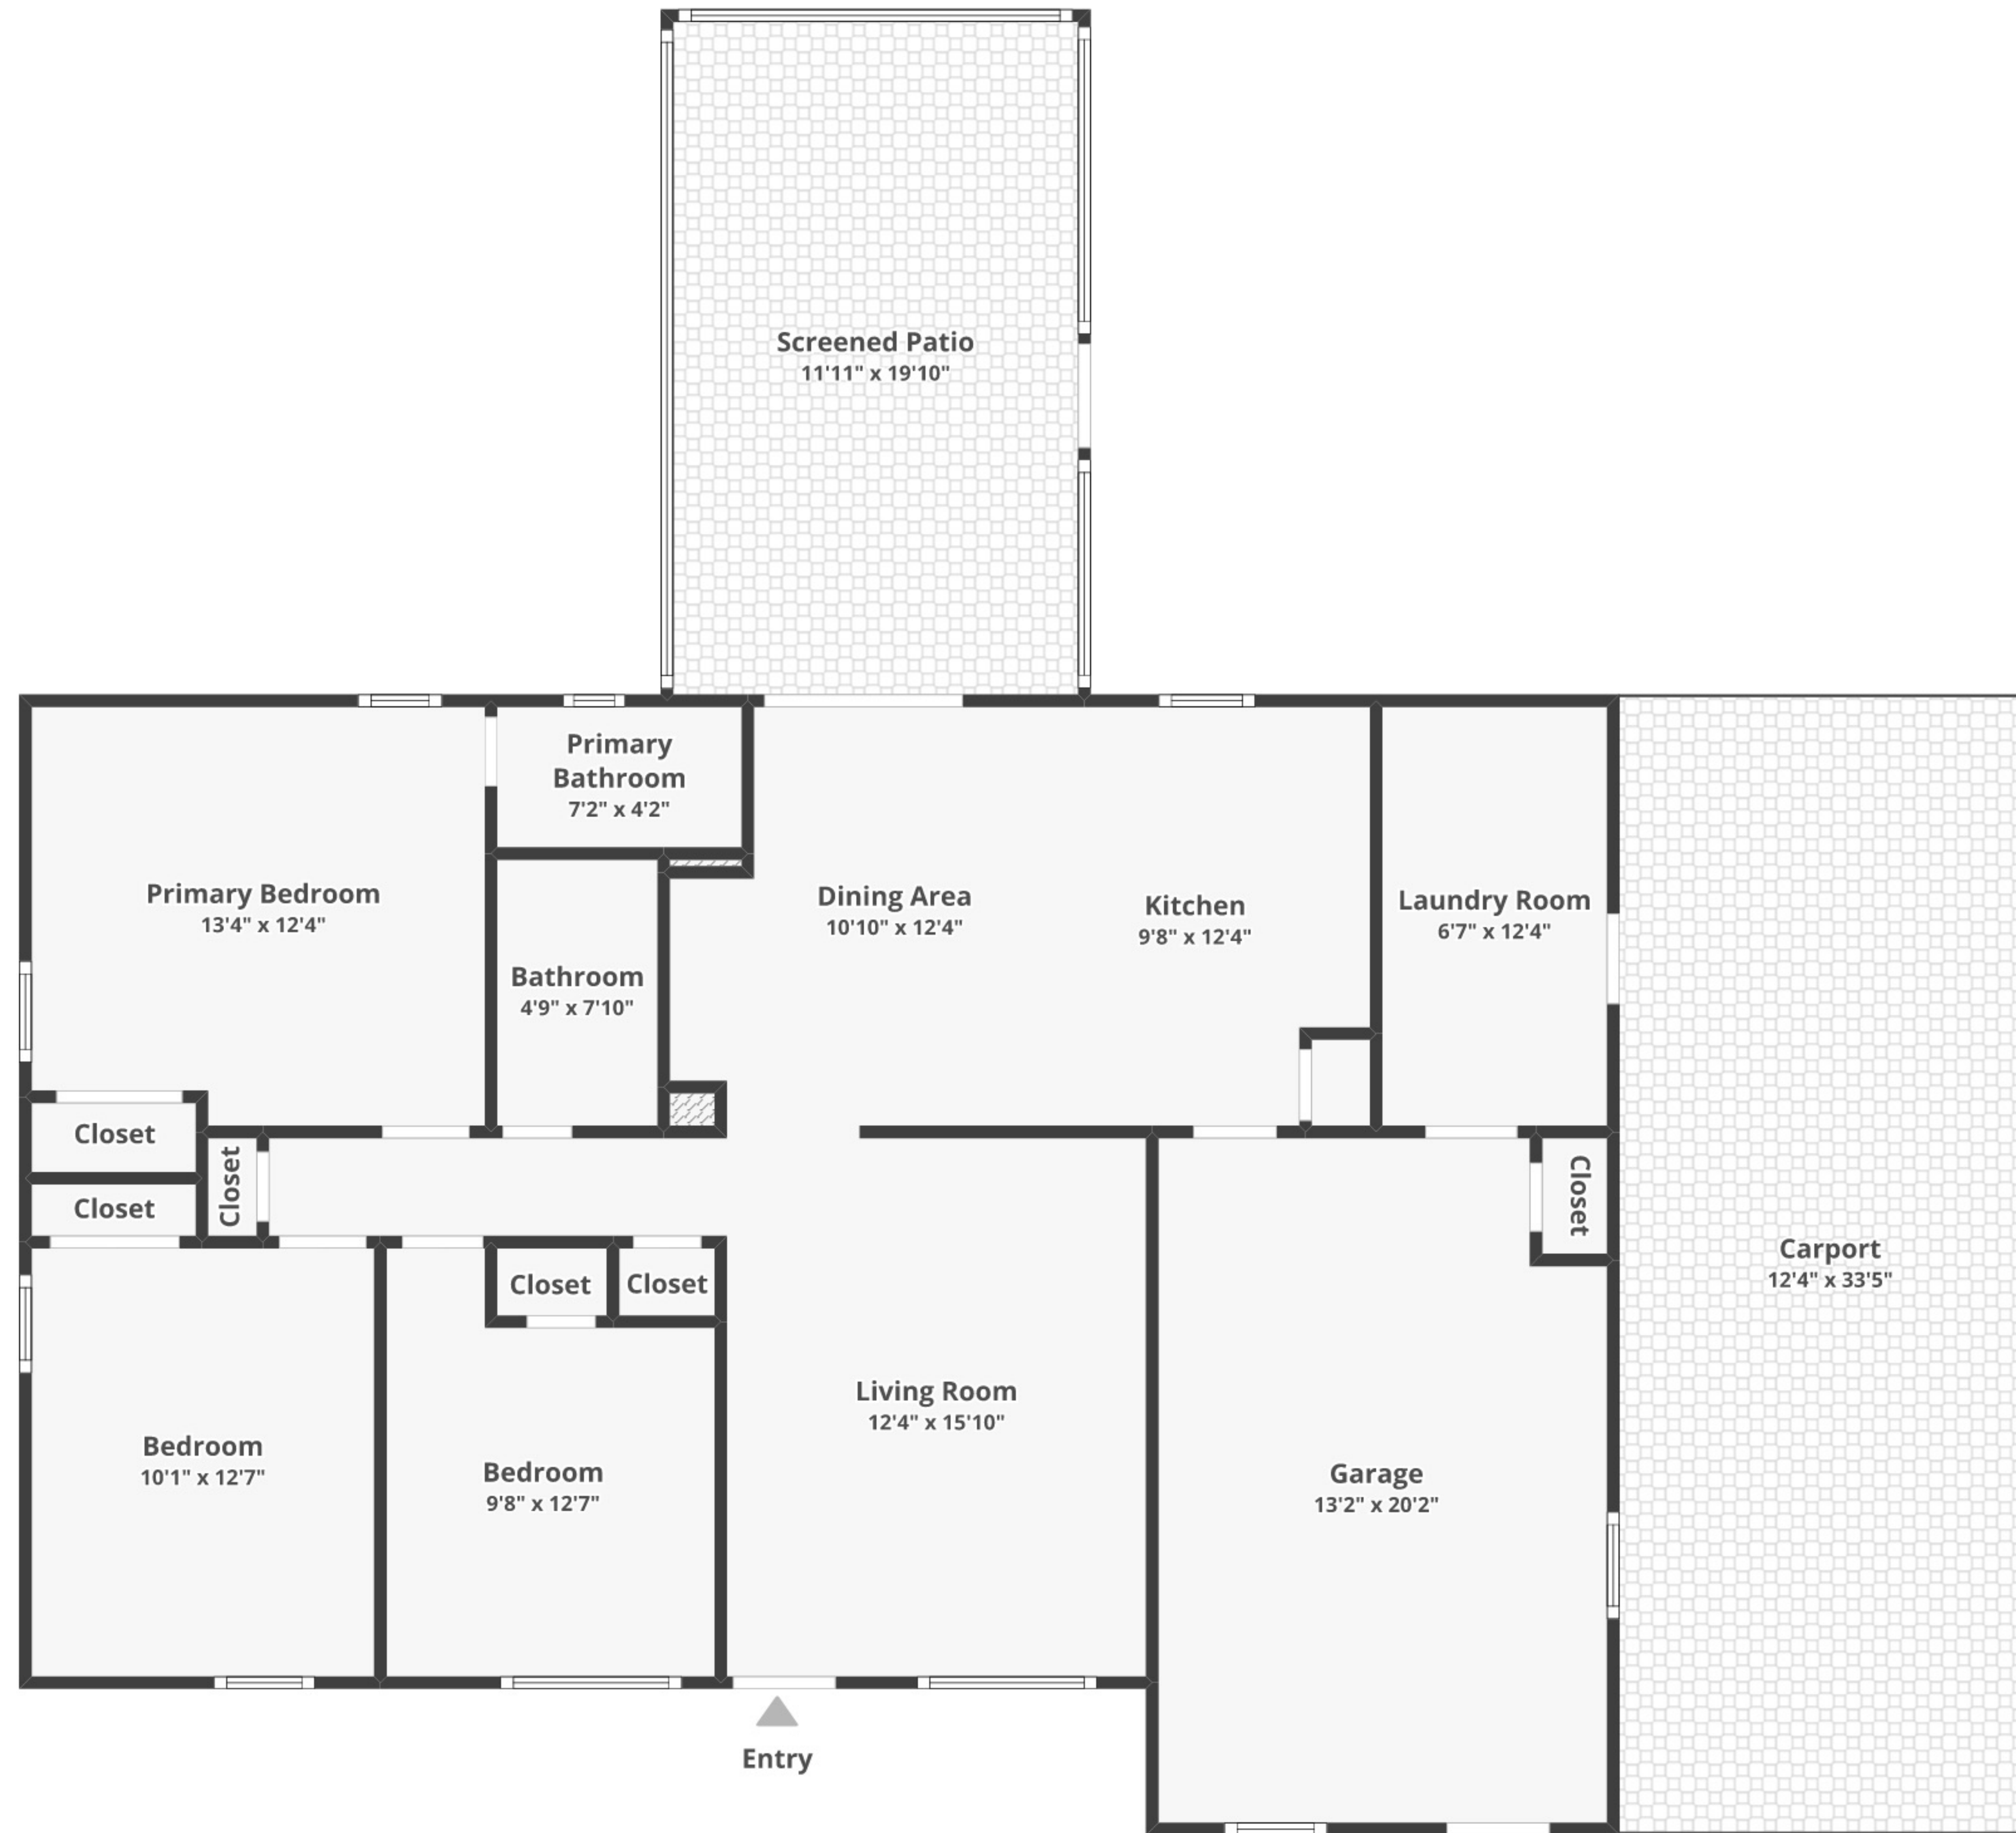 Screened Patio
11'11" x 19'10"
Primary
Bathroom
7'2" x 4'2"
Primary Bedroom
13'4" x 12'4"
Dining Area
10'10" x 12'4"
Kitchen
9'8" x 12'4"
Laundry Room
6'7" x 12'4"
Bathroom
4'9" x 7'10"
Closet
Closet
Closet
Closet
Closet
Closet
Carport
12'4" x 33'5"
Living Room
12'4" x 15'10"
Bedroom
10'1" x 12'7"
Bedroom
9'8" x 12'7"
Garage
13'2" x 20'2"
Entry